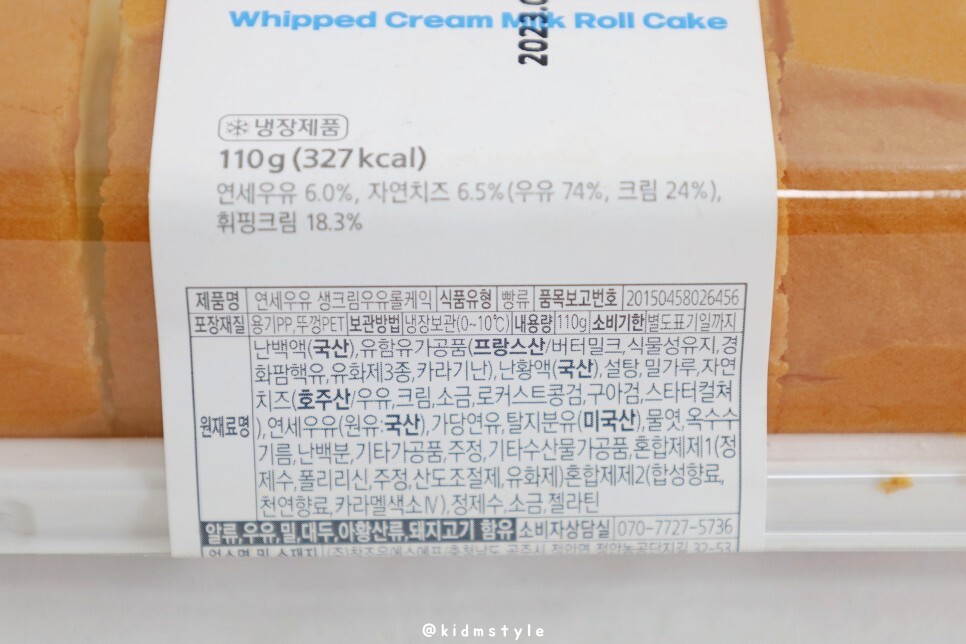 Whipped Cream Milk Roll Cake
2023.0
냉장제품
110g (327 kcal)
연세우유 6.0%, 자연치즈 6.5%(우유 74%, 크림 24%),
휘핑크림 18.3%
제품명 연세우유 생크림우유롤케익 식품유형 빵류 품목보고번호 20150458026456
포장재질 용기PP,뚜껑PET 보관방법 냉장보관(0~10℃) 내용량 110g 소비기한 별도표기일까지
원재료명
난백액(국산),유함유가공품(프랑스산/버터밀크,식물성유지,경
화팜핵유,유화제3종,카라기난),난황액(국산),설탕,밀가루,자연
치즈(호주산/우유,크림,소금,로커스트콩검,구아검,스타터컬쳐
),연세우유(원유:국산),가당연유,탈지분유(미국산),물엿,옥수수
기름,난백분,기타가공품,주정,기타수산물가공품,혼합제제1(정
제수,폴리리신,주정,산도조절제,유화제)혼합제제2(합성향료,
천연향료,카라멜색소Ⅳ),정제수,소금,젤라틴
알류,우유,밀,대두,아황산류,돼지고기 함유 소비자상담실 070-7727-5736
업소명 및 소재지
@kidmstyle